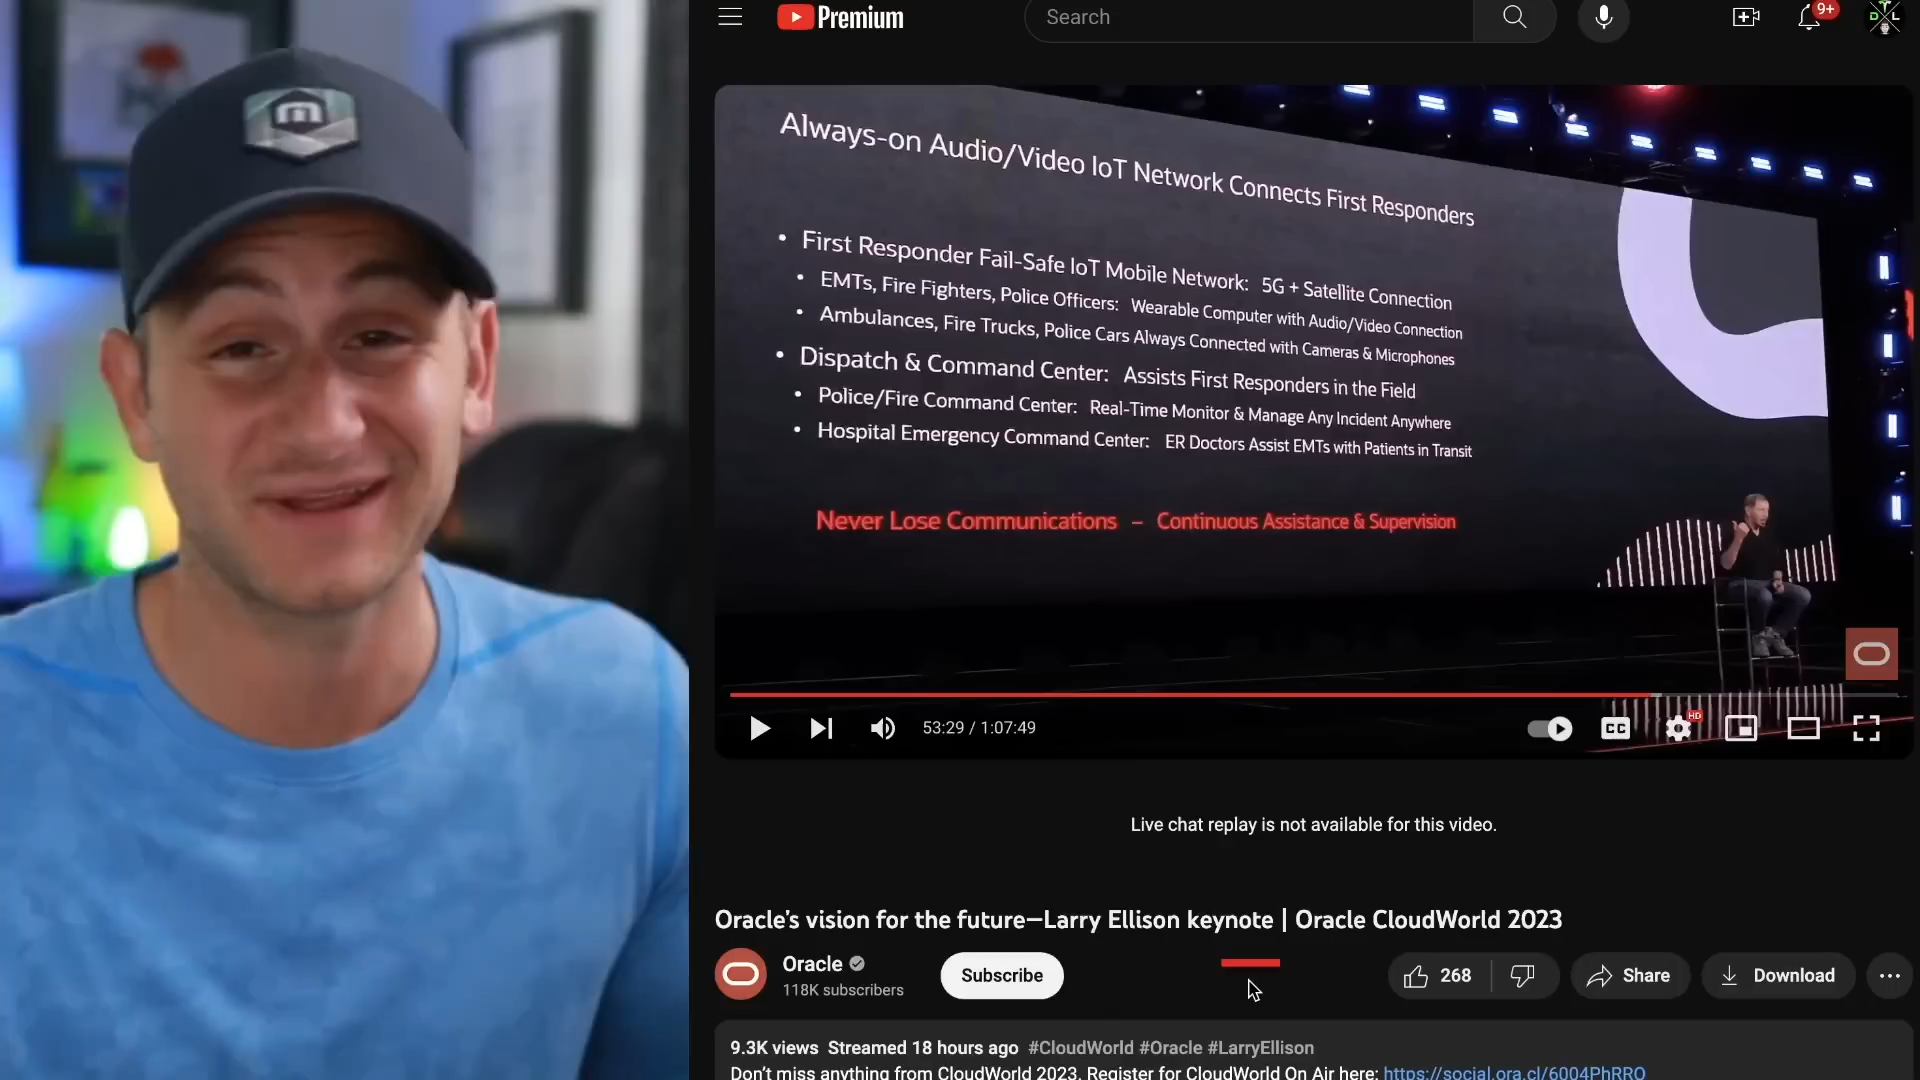 m
Premium
Search
9+
D L
Always-on Audio/Video IoT Network Connects First Responders
• First Responder Fail-Safe IoT Mobile Network: 5G + Satellite Connection
• EMTs, Fire Fighters, Police Officers: Wearable Computer with Audio/Video Connection
• Ambulances, Fire Trucks, Police Cars Always Connected with Cameras & Microphones
• Dispatch & Command Center: Assists First Responders in the Field
• Police/Fire Command Center: Real-Time Monitor & Manage Any Incident Anywhere
• Hospital Emergency Command Center: ER Doctors Assist EMTs with Patients in Transit
Never Lose Communications – Continuous Assistance & Supervision
53:29 / 1:07:49
CC
HD
Live chat replay is not available for this video.
Oracle's vision for the future—Larry Ellison keynote | Oracle CloudWorld 2023
Oracle
118K subscribers
Subscribe
268
Share
Download
9.3K views Streamed 18 hours ago #CloudWorld #Oracle #LarryEllison
Don't miss anything from CloudWorld 2023. Register for CloudWorld On Air here: https://social.ora.cl/6004PhRRO